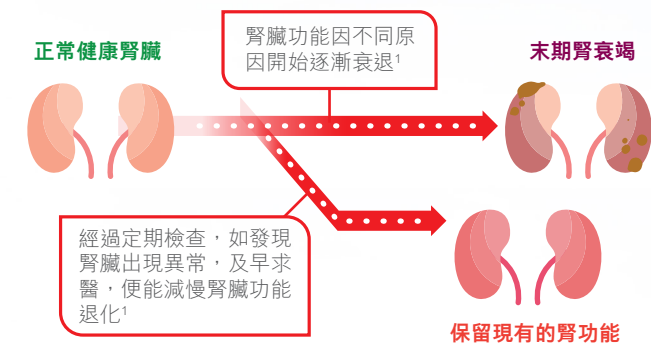 正常健康腎臟
腎臟功能因不同原
因開始逐漸衰退¹
末期腎衰竭
經過定期檢查，如發現
腎臟出現異常，及早求
醫，便能減慢腎臟功能
退化¹
保留現有的腎功能